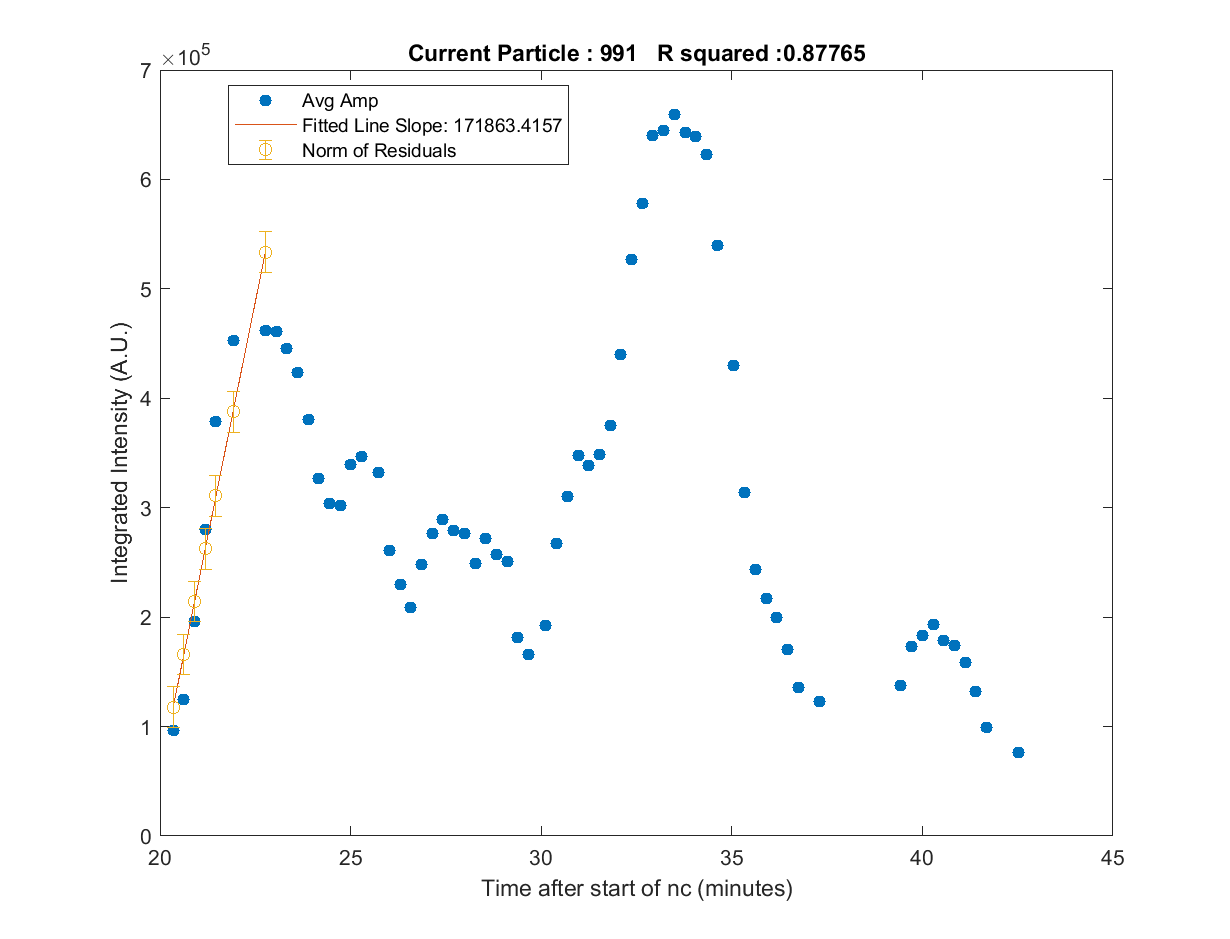 Current Particle : 991 R squared :0.87765
×10^5
Avg Amp
Fitted Line Slope: 171863.4157
Norm of Residuals
7
6
5
4
3
2
1
0
Integrated Intensity (A.U.)
20 25 30 35 40 45
Time after start of nc (minutes)